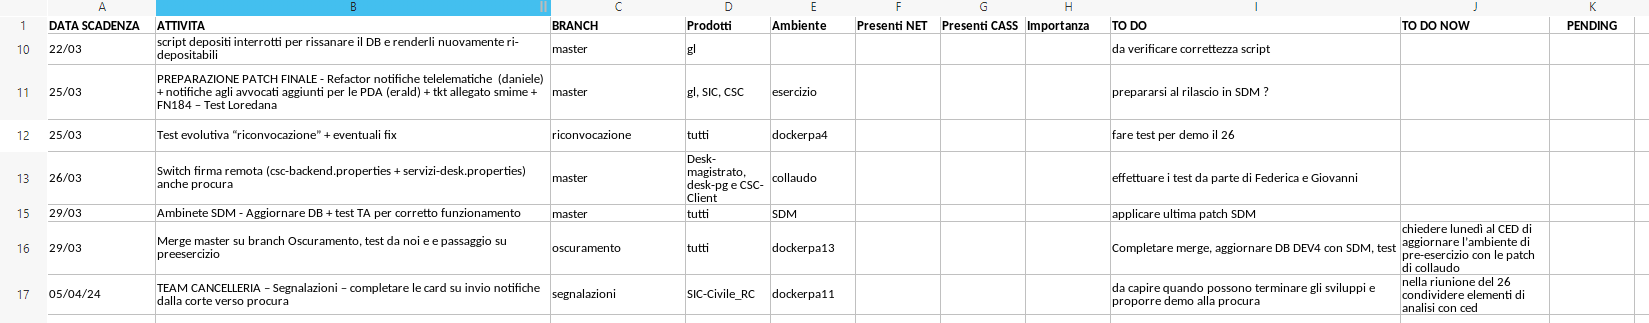 A B C D E F G H I J K
1 DATA SCADENZA ATTIVITA BRANCH Prodotti Ambiente Presenti NET Presenti CASS Importanza TO DO TO DO NOW PENDING
10 22/03 script depositi interrotti per rissanare il DB e renderli nuovamente ri-
depositabili master gl da verificare correttezza script
11 25/03 PREPARAZIONE PATCH FINALE - Refactor notifiche telelematiche (daniele)
+ notifiche agli avvocati aggiunti per le PDA (erald) + tkt allegato smime +
FN184 – Test Loredana master gl, SIC, CSC esercizio prepararsi al rilascio in SDM ?
12 25/03 Test evolutiva “riconvocazione” + eventuali fix riconvocazione tutti dockerpa4 fare test per demo il 26
13 26/03 Switch firma remota (csc-backend.properties + servizi-desk.properties)
anche procura master
Desk-
magistrato,
desk-pg e CSC-
Client
collaudo effettuare i test da parte di Federica e Giovanni
15 29/03 Ambinete SDM - Aggiornare DB + test TA per corretto funzionamento master tutti SDM applicare ultima patch SDM
16 29/03 Merge master su branch Oscuramento, test da noi e e passaggio su
preesercizio oscuramento tutti dockerpa13 Completare merge, aggiornare DB DEV4 con SDM, test
chiedere lunedì al CED di
aggiornare l’ambiente di
pre-esercizio con le patch
di collaudo
17 05/04/24 TEAM CANCELLERIA – Segnalazioni – completare le card su invio notifiche
dalla corte verso procura segnalazioni SIC-Civile_RC dockerpa11 da capire quando possono terminare gli sviluppi e
proporre demo alla procura
nella riunione del 26
condividere elementi di
analisi con ced